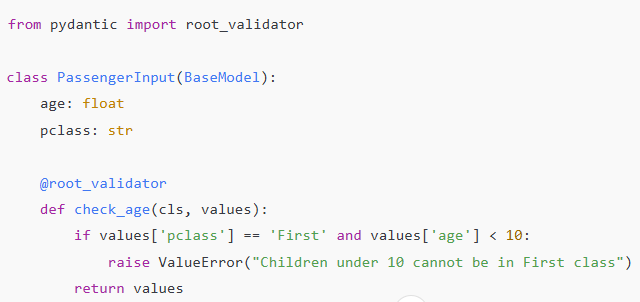 from pydantic import root_validator
class PassengerInput(BaseModel):
    age: float
    pclass: str
    @root_validator
    def check_age(cls, values):
        if values['pclass'] == 'First' and values['age'] < 10:
            raise ValueError("Children under 10 cannot be in First class")
        return values